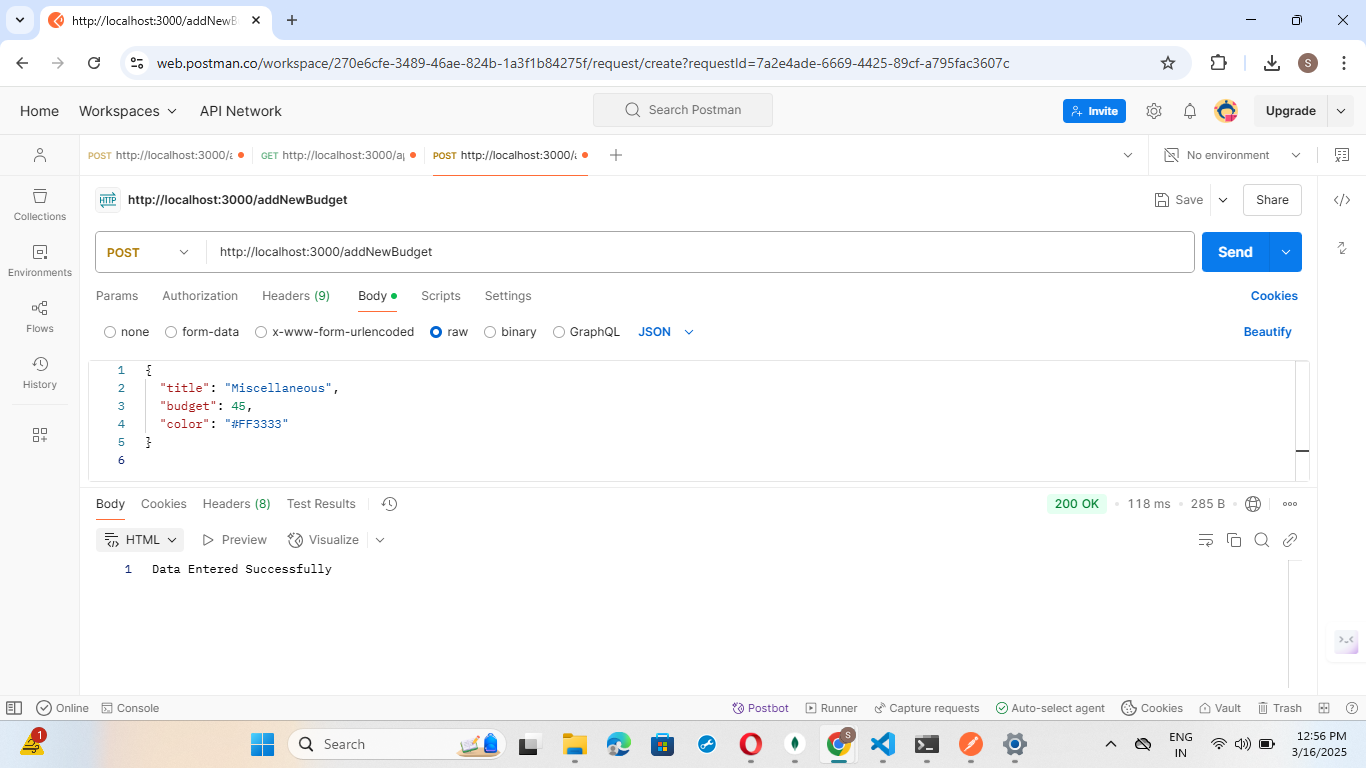 http://localhost:3000/addNewB
web.postman.co/workspace/270e6cfe-3489-46ae-824b-1a3f1b84275f/request/create?requestId=7a2e4ade-6669-4425-89cf-a795fac3607c
S
Home Workspaces API Network Search Postman Invite Upgrade
POST http://localhost:3000/a GET http://localhost:3000/ap POST http://localhost:3000/a No environment
Collections
Environments
Flows
History
HTTP http://localhost:3000/addNewBudget Save Share
POST http://localhost:3000/addNewBudget Send
Params Authorization Headers (9) Body Scripts Settings Cookies
none form-data x-www-form-urlencoded raw binary GraphQL JSON Beautify
1 {
2 "title": "Miscellaneous",
3 "budget": 45,
4 "color": "#FF3333"
5 }
6
Body Cookies Headers (8) Test Results 200 OK 118 ms 285 B
HTML Preview Visualize
1 Data Entered Successfully
Online Console Postbot Runner Capture requests Auto-select agent Cookies Vault Trash
1 Search S ENG 12:56 PM
IN 3/16/2025